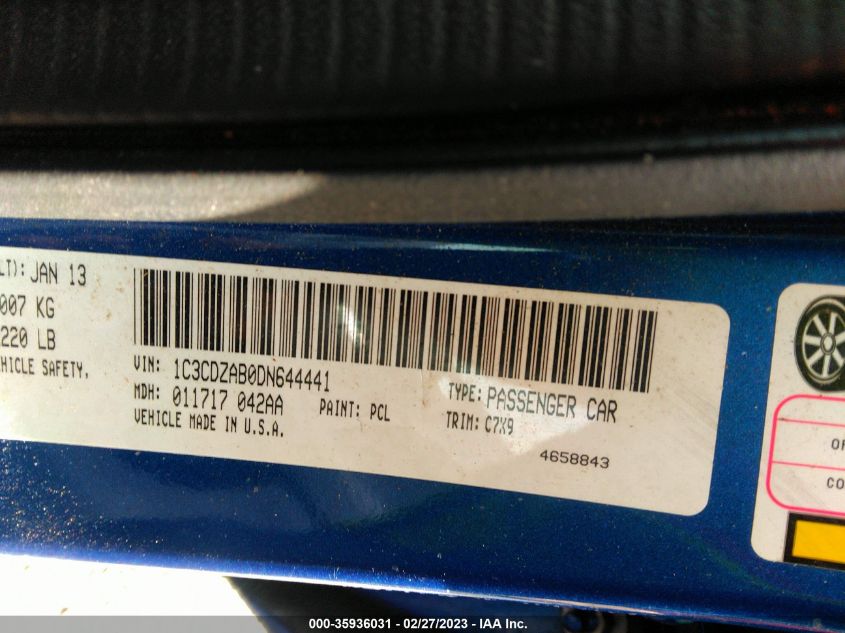 LT): JAN 13
007 KG
220 LB
EHICLE SAFETY,
VIN: 1C3CDZAB0DN644441
MDH: 011717 042AA
PAINT: PCL
VEHICLE MADE IN U.S.A.
TYPE: PASSENGER CAR
TRIM: C7X9
4658843
CO
000-35936031 - 02/27/2023 - IAA Inc.